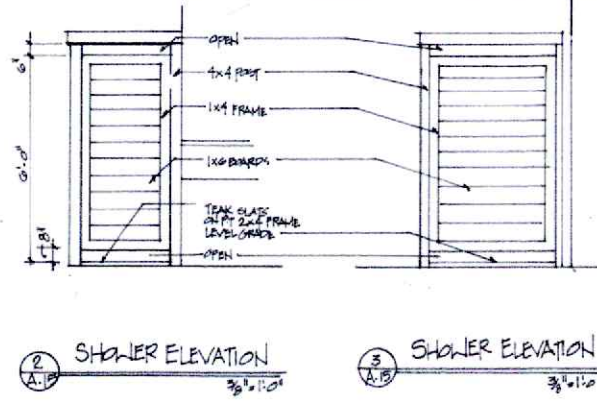 OPEN
4x4 POST
1x4 FRAME
1x6 BOARDS
TEAK SLATS
ON PT 2x4 FRAME
LEVEL GRADE
OPEN
6"
6'-0"
8"
2
A-15
SHOWER ELEVATION
3/8"=1'-0"
3
A-15
SHOWER ELEVATION
3/8"=1'-0